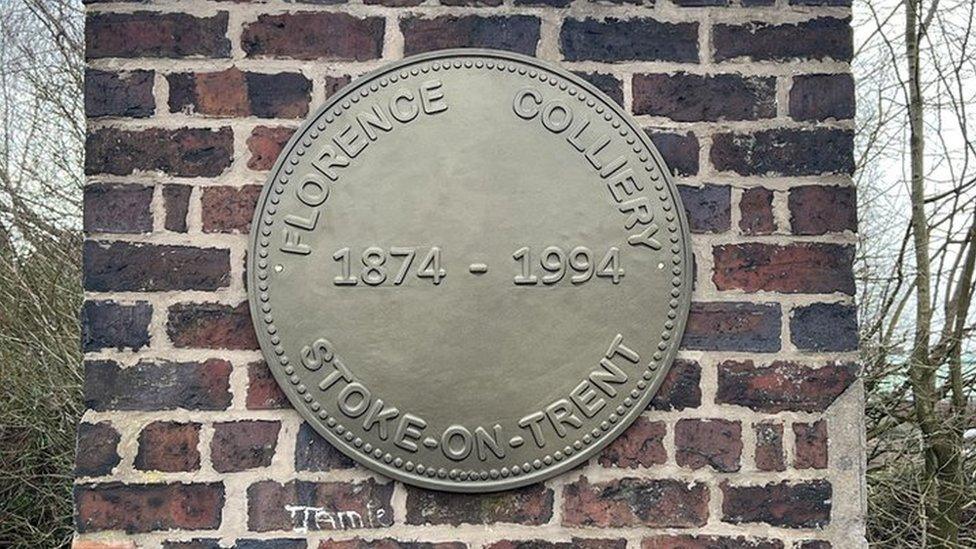 FLORENCE COLLIERY
1874 - 1994
STOKE-ON-TRENT